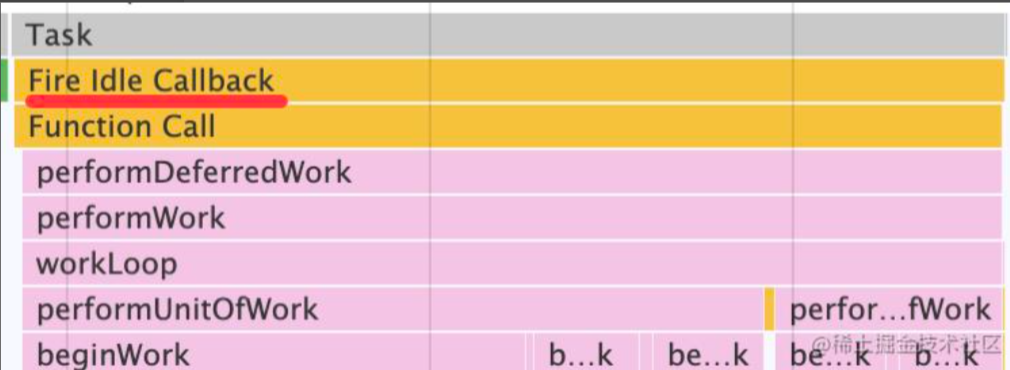 Task
Fire Idle Callback
Function Call
performDeferredWork
performWork
workLoop
performUnitOfWork perfor...fWork
beginWork b...k be...k be...k b...k
@稀土掘金技术社区